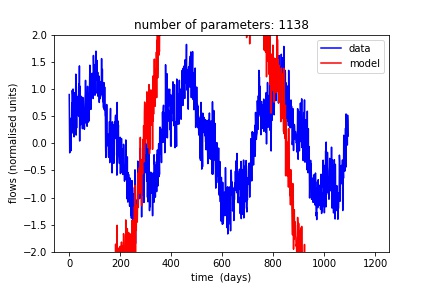 number of parameters: 1138
2.0
1.5
1.0
0.5
0.0
−0.5
−1.0
−1.5
−2.0
flows (normalised units)
data
model
0 200 400 600 800 1000 1200
time (days)